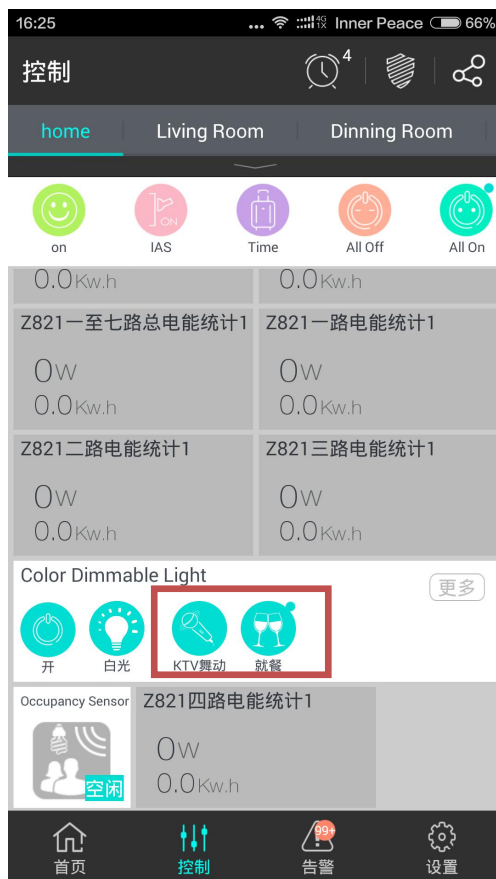 16:25 ... 4G 1X Inner Peace 66%
控制 4
home Living Room Dinning Room
ON
on IAS Time All Off All On
0.0Kw.h 0.0Kw.h
Z821一至七路总电能统计1 Z821一路电能统计1
0W 0W
0.0Kw.h 0.0Kw.h
Z821二路电能统计1 Z821三路电能统计1
0W 0W
0.0Kw.h 0.0Kw.h
Color Dimmable Light 更多
开 白光 KTV舞动 就餐
Occupancy Sensor Z821四路电能统计1
0W
空闲 0.0Kw.h
99+
首页 控制 告警 设置